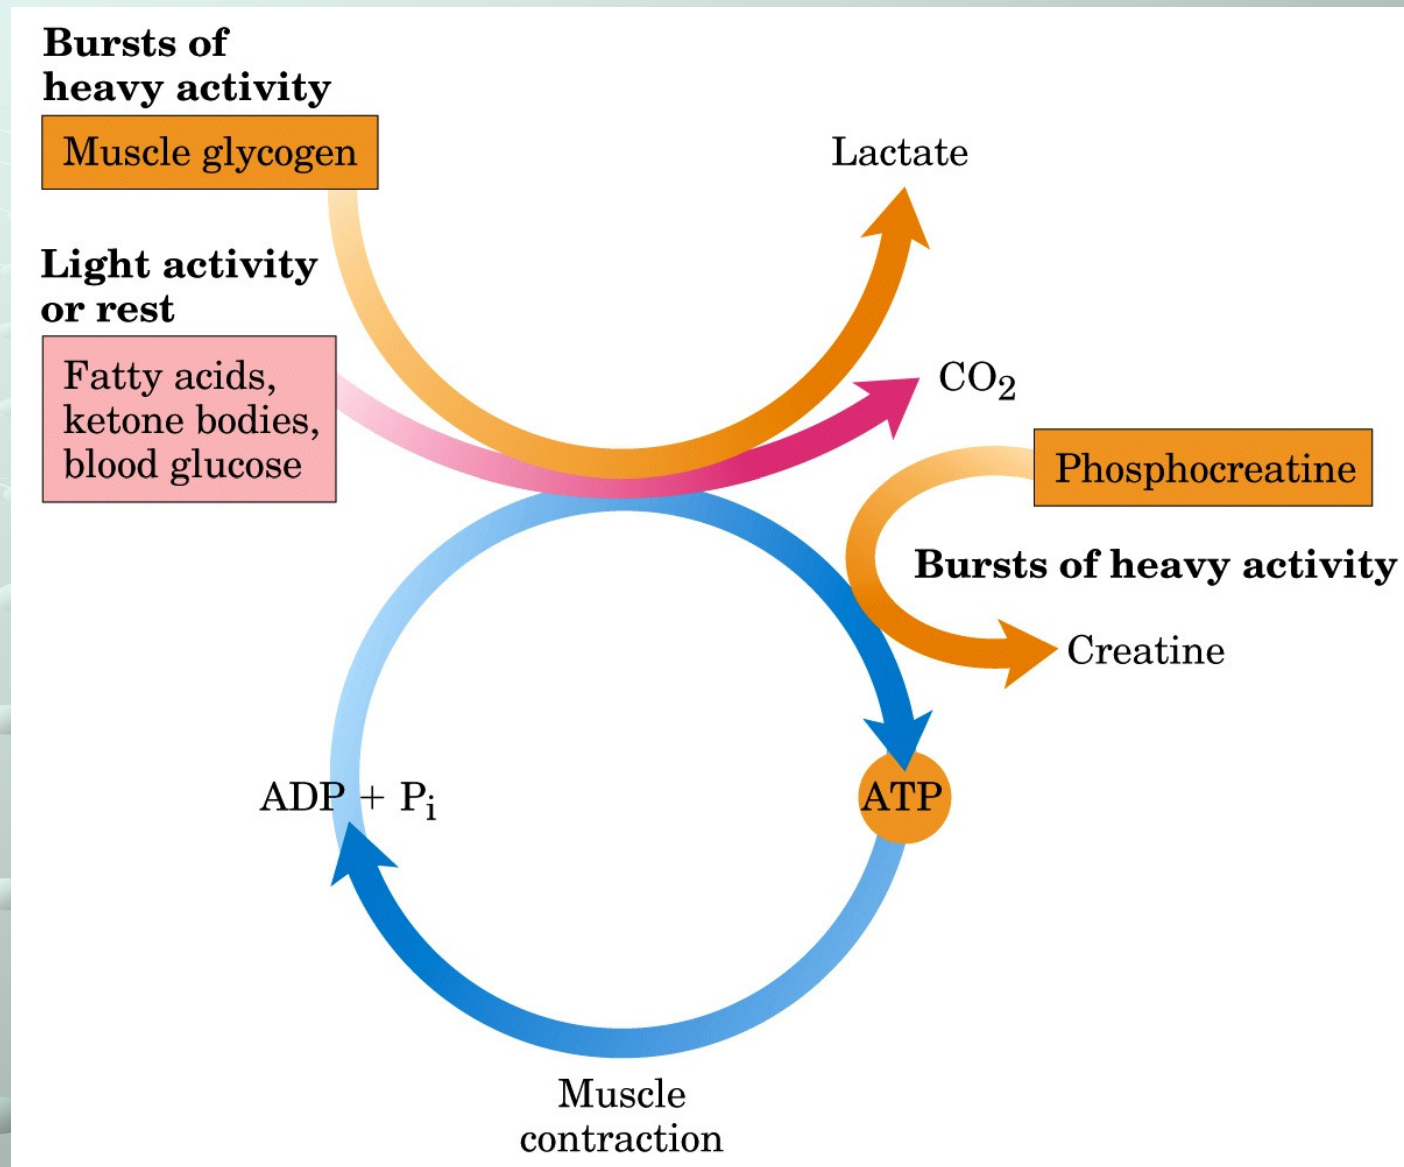 Bursts of
heavy activity
Muscle glycogen
Lactate
Light activity
or rest
Fatty acids,
ketone bodies,
blood glucose
CO₂
Phosphocreatine
Bursts of heavy activity
Creatine
ADP + Pᵢ
ATP
Muscle
contraction